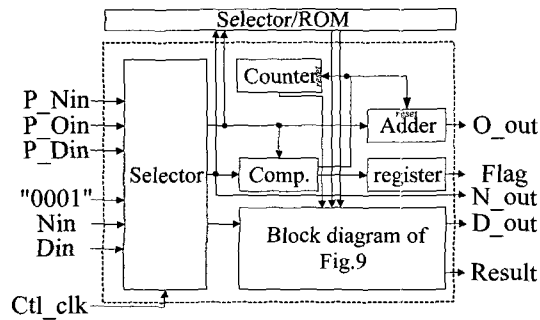 Selector/ROM
Counter
reset
P_Nin
P_Oin
P_Din
reset
Adder
O_out
Selector
Comp.
register
Flag
"0001"
N_out
Nin
Din
Block diagram of
Fig.9
D_out
Result
Ctl_clk